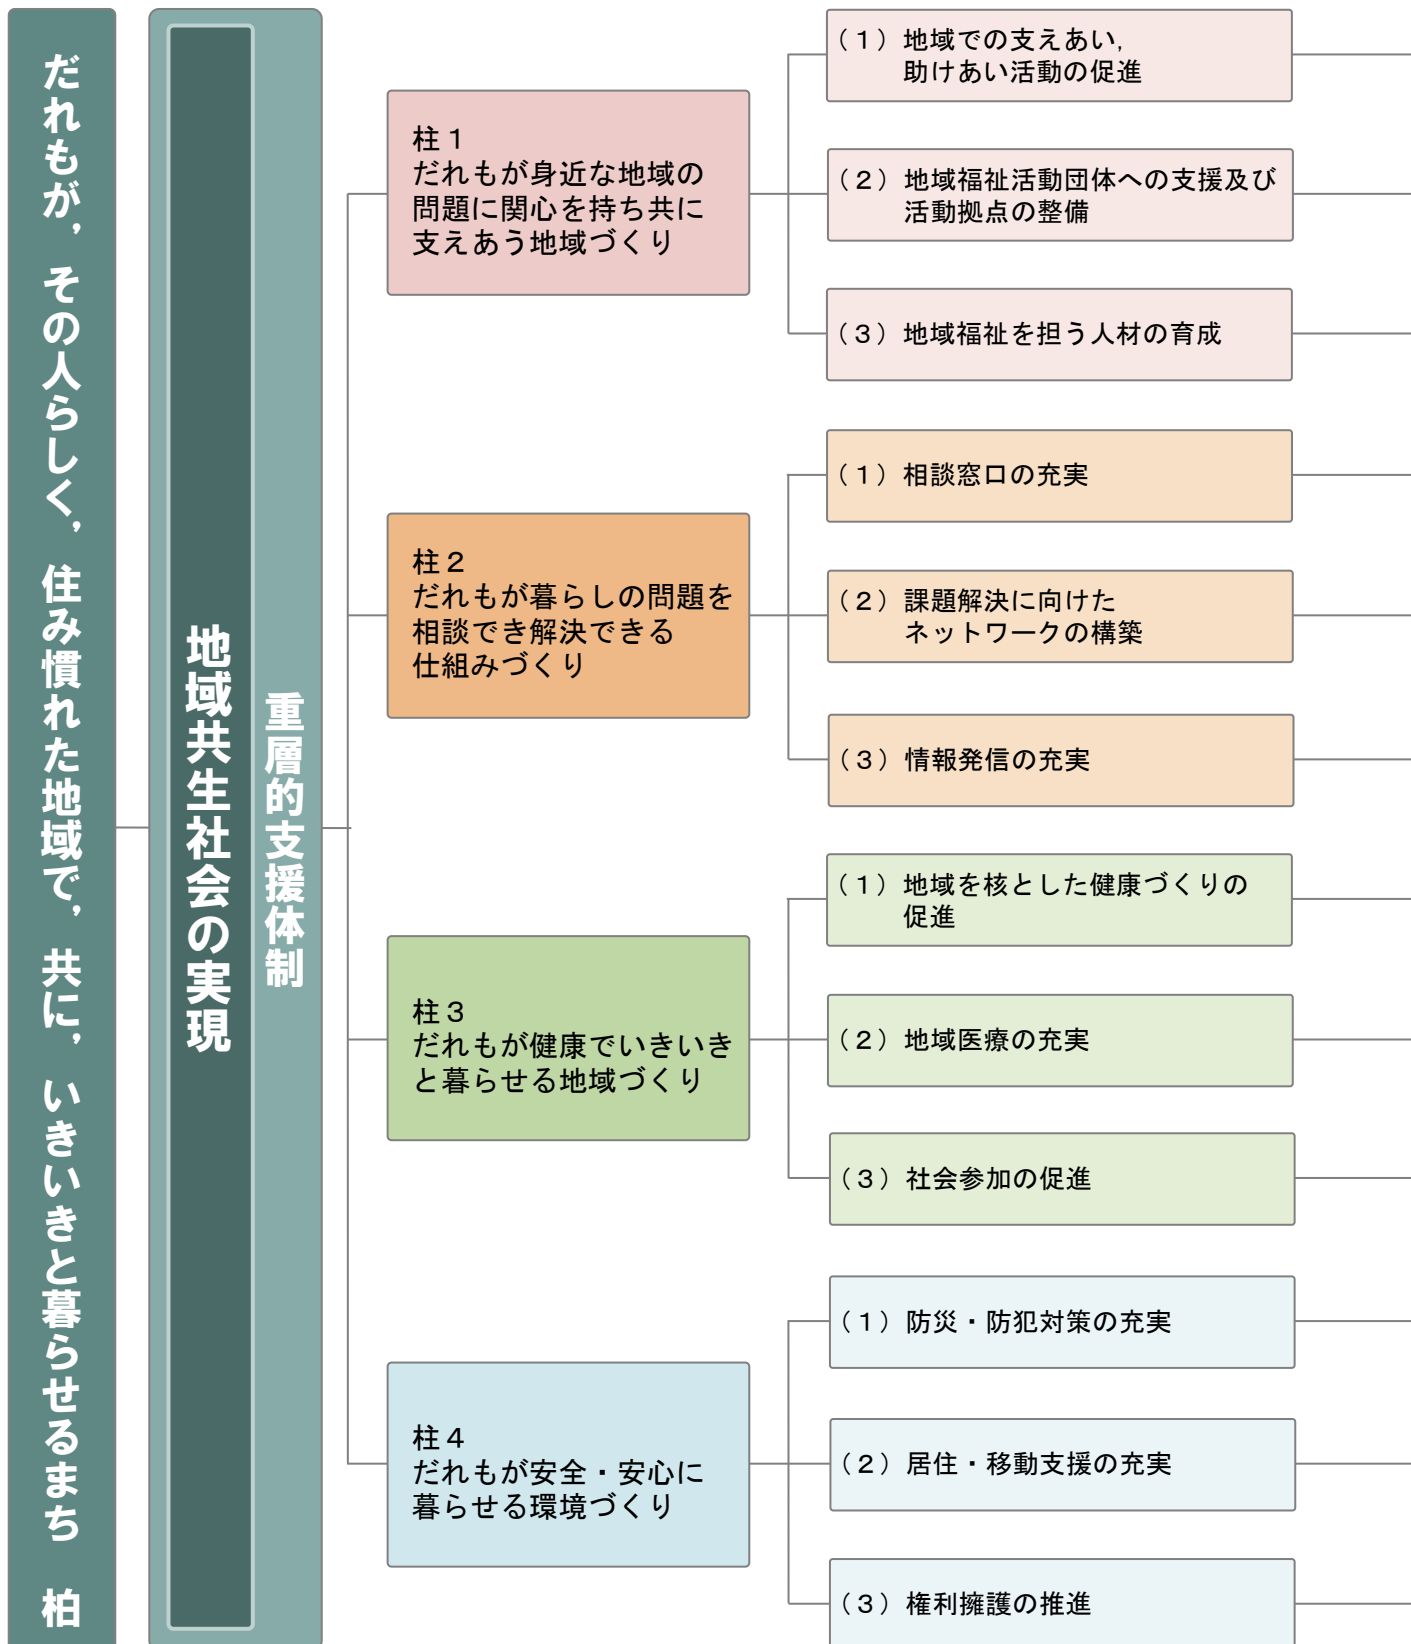 だれもが，その人らしく，住み慣れた地域で，共に，いきいきと暮らせるまち　柏
地域共生社会の実現
重層的支援体制
柱１
だれもが身近な地域の
問題に関心を持ち共に
支えあう地域づくり
（１）地域での支えあい，
助けあい活動の促進
（２）地域福祉活動団体への支援及び
活動拠点の整備
（３）地域福祉を担う人材の育成
柱２
だれもが暮らしの問題を
相談でき解決できる
仕組みづくり
（１）相談窓口の充実
（２）課題解決に向けた
ネットワークの構築
（３）情報発信の充実
柱３
だれもが健康でいきいき
と暮らせる地域づくり
（１）地域を核とした健康づくりの
促進
（２）地域医療の充実
（３）社会参加の促進
柱４
だれもが安全・安心に
暮らせる環境づくり
（１）防災・防犯対策の充実
（２）居住・移動支援の充実
（３）権利擁護の推進